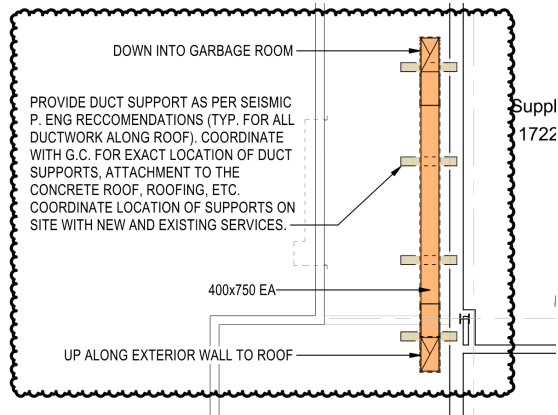 DOWN INTO GARBAGE ROOM
PROVIDE DUCT SUPPORT AS PER SEISMIC
P. ENG RECCOMENDATIONS (TYP. FOR ALL
DUCTWORK ALONG ROOF). COORDINATE
WITH G.C. FOR EXACT LOCATION OF DUCT
SUPPORTS, ATTACHMENT TO THE
CONCRETE ROOF, ROOFING, ETC.
COORDINATE LOCATION OF SUPPORTS ON
SITE WITH NEW AND EXISTING SERVICES.
400x750 EA
UP ALONG EXTERIOR WALL TO ROOF
Suppl
1722